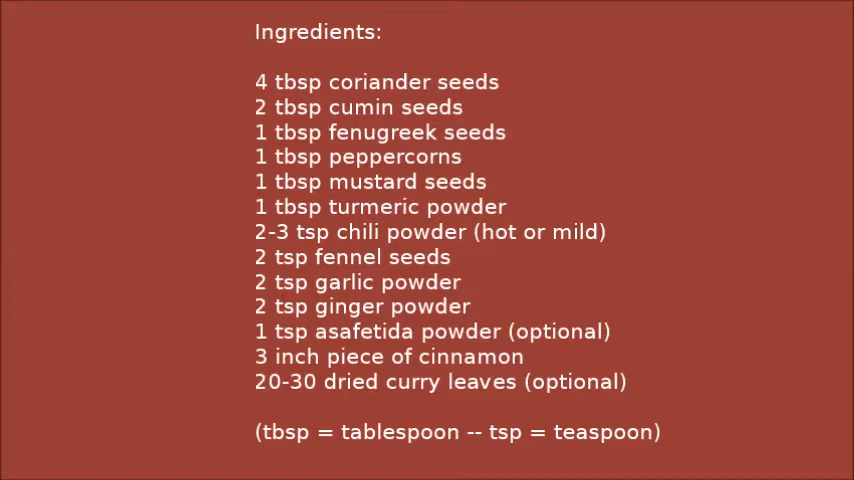 Ingredients:
4 tbsp coriander seeds
2 tbsp cumin seeds
1 tbsp fenugreek seeds
1 tbsp peppercorns
1 tbsp mustard seeds
1 tbsp turmeric powder
2-3 tsp chili powder (hot or mild)
2 tsp fennel seeds
2 tsp garlic powder
2 tsp ginger powder
1 tsp asafetida powder (optional)
3 inch piece of cinnamon
20-30 dried curry leaves (optional)
(tbsp = tablespoon -- tsp = teaspoon)